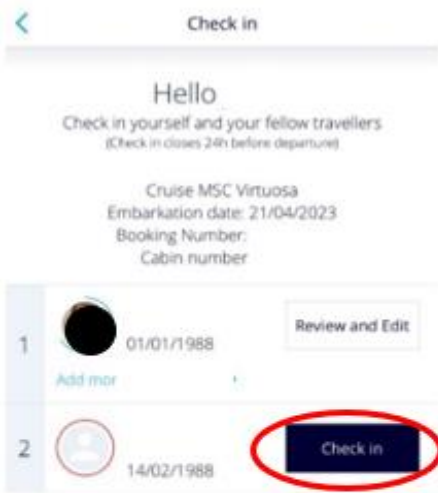 Check in
Hello
Check in yourself and your fellow travellers
(Check in closes 24h before departure)
Cruise MSC Virtuosa
Embarkation date: 21/04/2023
Booking Number:
Cabin number
1
01/01/1988
Review and Edit
Add mor
2
14/02/1988
Check in